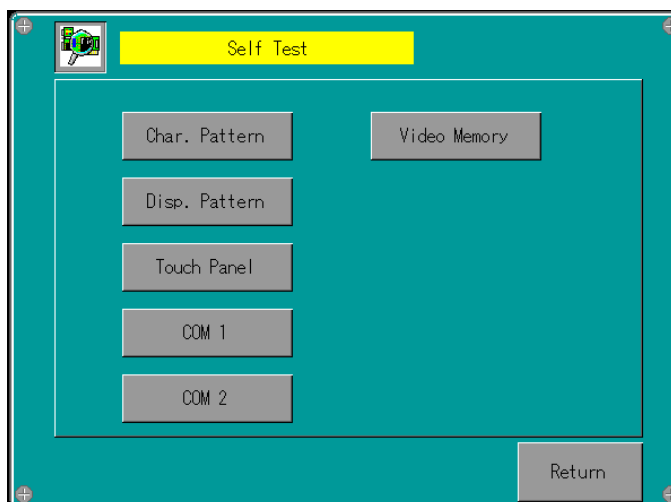 Self Test
Char. Pattern
Video Memory
Disp. Pattern
Touch Panel
COM 1
COM 2
Return